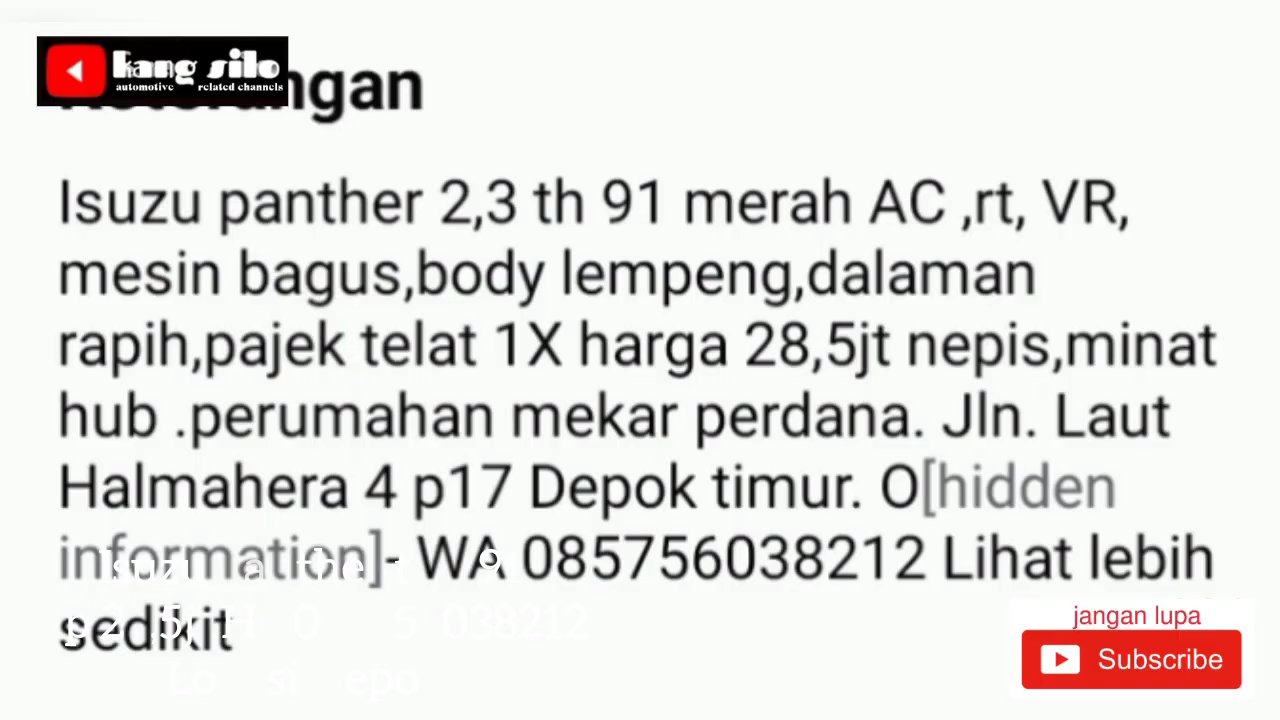 kang silo
automotive related channels
Isuzu panther 2,3 th 91 merah AC ,rt, VR,
mesin bagus,body lempeng,dalaman
rapih,pajek telat 1X harga 28,5jt nepis,minat
hub .perumahan mekar perdana. Jln. Laut
Halmahera 4 p17 Depok timur. O[hidden
information]- WA 085756038212 Lihat lebih
sedikit
jangan lupa
Subscribe